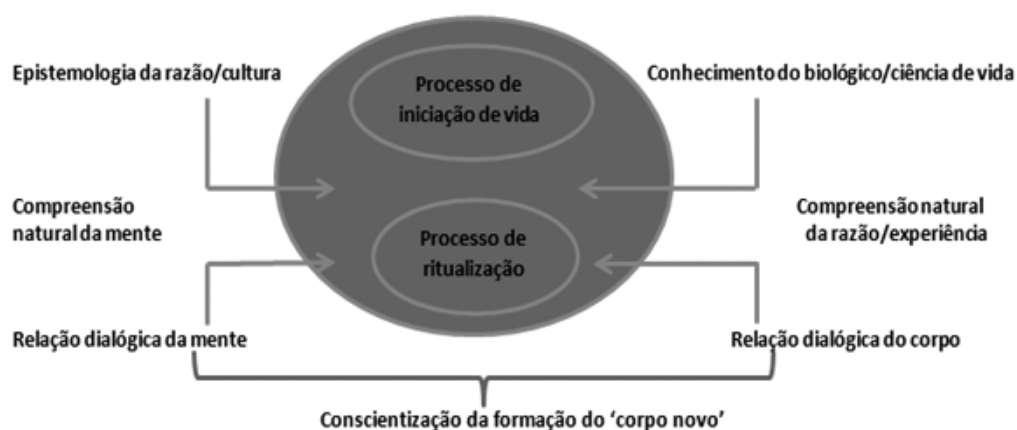 Epistemologia da razão/cultura
Processo de
iniciação de vida
Conhecimento do biológico/ciência de vida
Compreensão
natural da mente
Compreensão natural
da razão/experiência
Processo de
ritualização
Relação dialógica da mente
Relação dialógica do corpo
Conscientização da formação do ‘corpo novo’